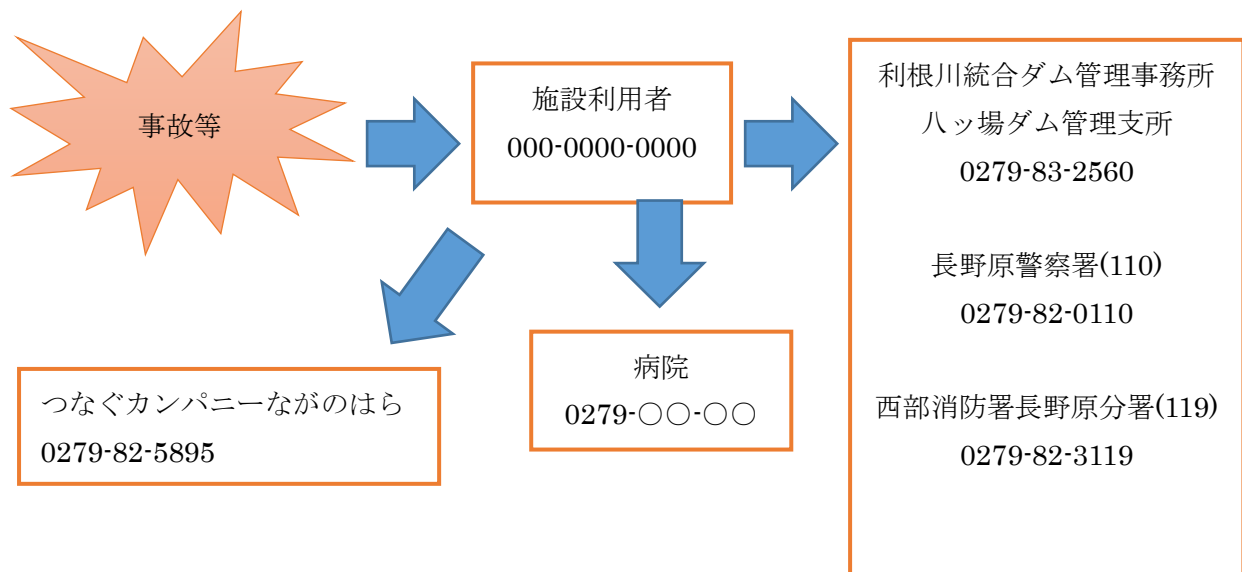 事故等
施設利用者
000-0000-0000
利根川統合ダム管理事務所
八ッ場ダム管理支所
0279-83-2560
長野原警察署(110)
0279-82-0110
西部消防署長野原分署(119)
0279-82-3119
病院
0279-〇〇-〇〇
つなぐカンパニーながのはら
0279-82-5895